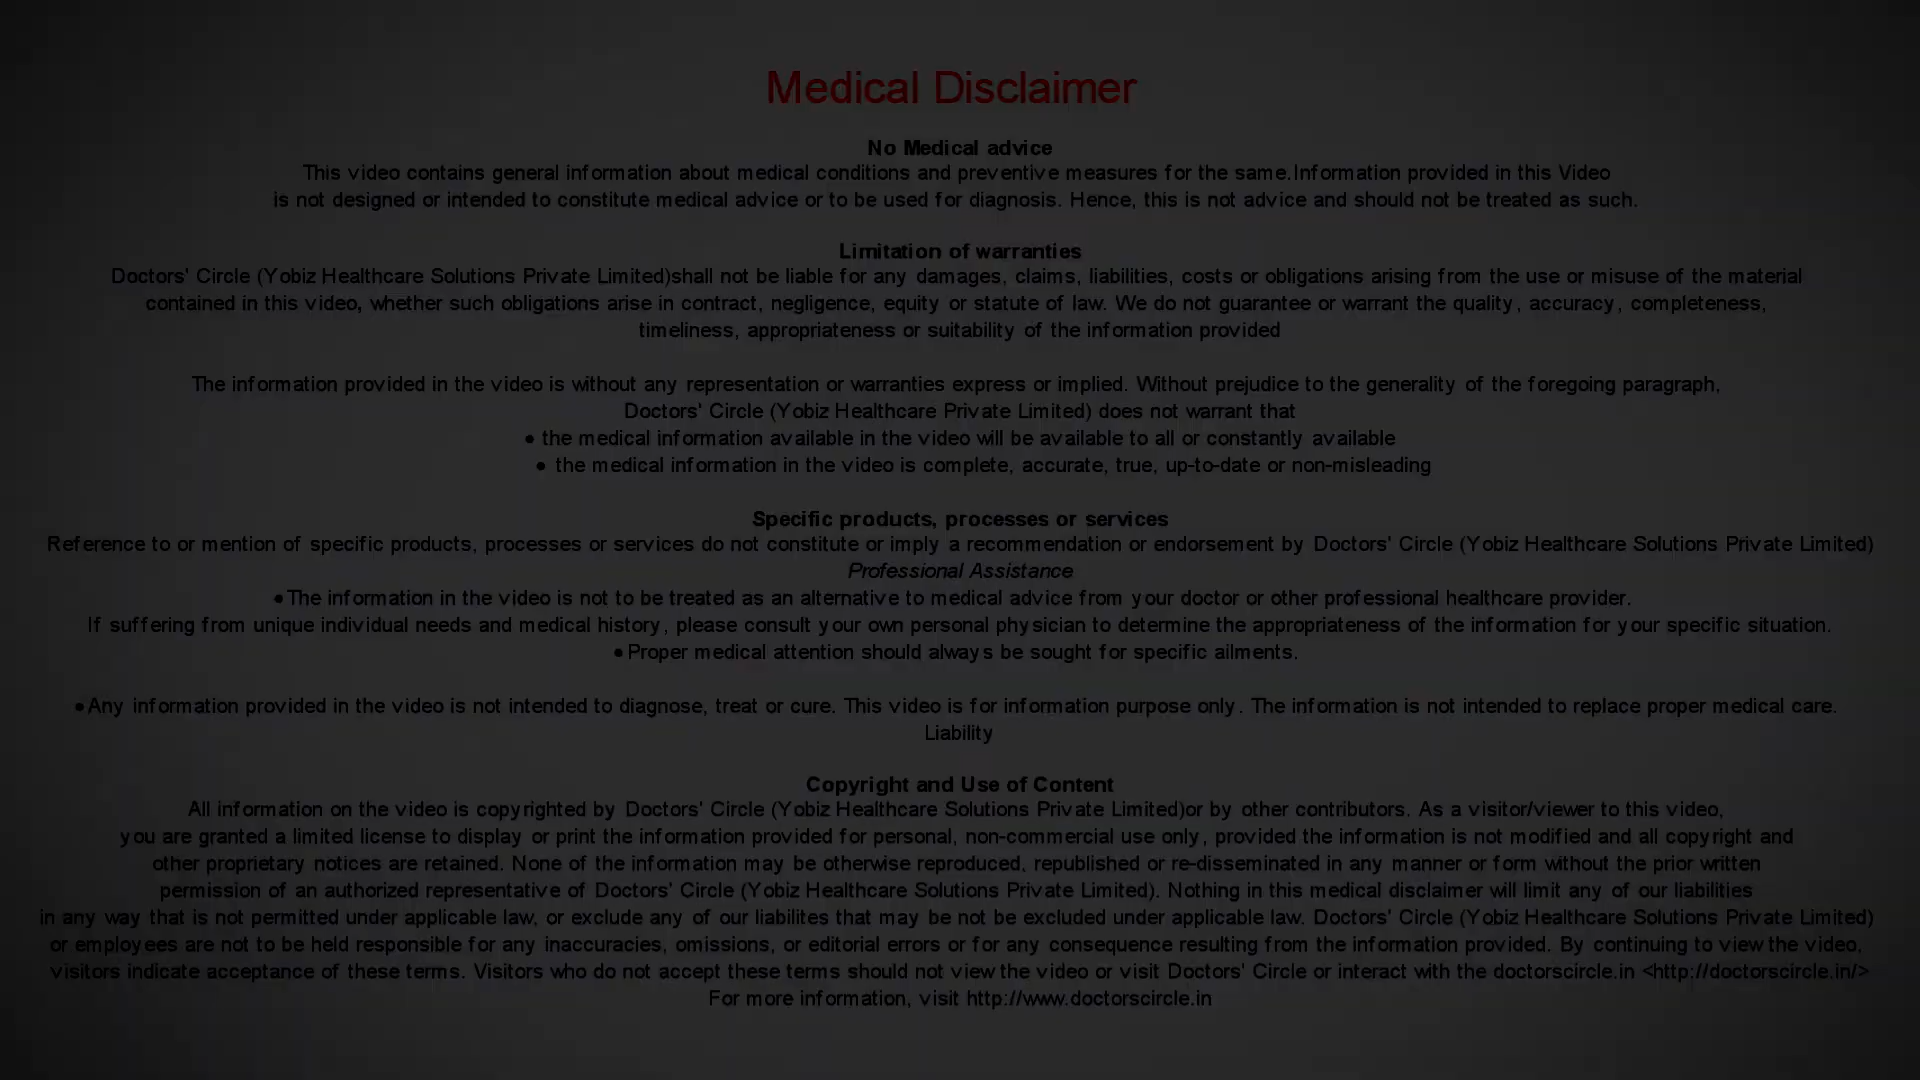 Medical Disclaimer
No Medical advice
This video contains general information about medical conditions and preventive measures for the same.Information provided in this Video
is not designed or intended to constitute medical advice or to be used for diagnosis. Hence, this is not advice and should not be treated as such.
Limitation of warranties
Doctors' Circle (Yobiz Healthcare Solutions Private Limited)shall not be liable for any damages, claims, liabilities, costs or obligations arising from the use or misuse of the material
contained in this video, whether such obligations arise in contract, negligence, equity or statute of law. We do not guarantee or warrant the quality, accuracy, completeness,
timeliness, appropriateness or suitability of the information provided
The information provided in the video is without any representation or warranties express or implied. Without prejudice to the generality of the foregoing paragraph,
Doctors' Circle (Yobiz Healthcare Private Limited) does not warrant that
● the medical information available in the video will be available to all or constantly available
● the medical information in the video is complete, accurate, true, up-to-date or non-misleading
Specific products, processes or services
Reference to or mention of specific products, processes or services do not constitute or imply a recommendation or endorsement by Doctors' Circle (Yobiz Healthcare Solutions Private Limited)
Professional Assistance
●The information in the video is not to be treated as an alternative to medical advice from your doctor or other professional healthcare provider.
If suffering from unique individual needs and medical history, please consult your own personal physician to determine the appropriateness of the information for your specific situation.
●Proper medical attention should always be sought for specific ailments.
●Any information provided in the video is not intended to diagnose, treat or cure. This video is for information purpose only. The information is not intended to replace proper medical care.
Liability
Copyright and Use of Content
All information on the video is copyrighted by Doctors' Circle (Yobiz Healthcare Solutions Private Limited)or by other contributors. As a visitor/viewer to this video,
you are granted a limited license to display or print the information provided for personal, non-commercial use only, provided the information is not modified and all copyright and
other proprietary notices are retained. None of the information may be otherwise reproduced, republished or re-disseminated in any manner or form without the prior written
permission of an authorized representative of Doctors' Circle (Yobiz Healthcare Solutions Private Limited). Nothing in this medical disclaimer will limit any of our liabilities
in any way that is not permitted under applicable law, or exclude any of our liabilites that may be not be excluded under applicable law. Doctors' Circle (Yobiz Healthcare Solutions Private Limited)
or employees are not to be held responsible for any inaccuracies, omissions, or editorial errors or for any consequence resulting from the information provided. By continuing to view the video,
visitors indicate acceptance of these terms. Visitors who do not accept these terms should not view the video or visit Doctors' Circle or interact with the doctorscircle.in <http://doctorscircle.in/>
For more information, visit http://www.doctorscircle.in